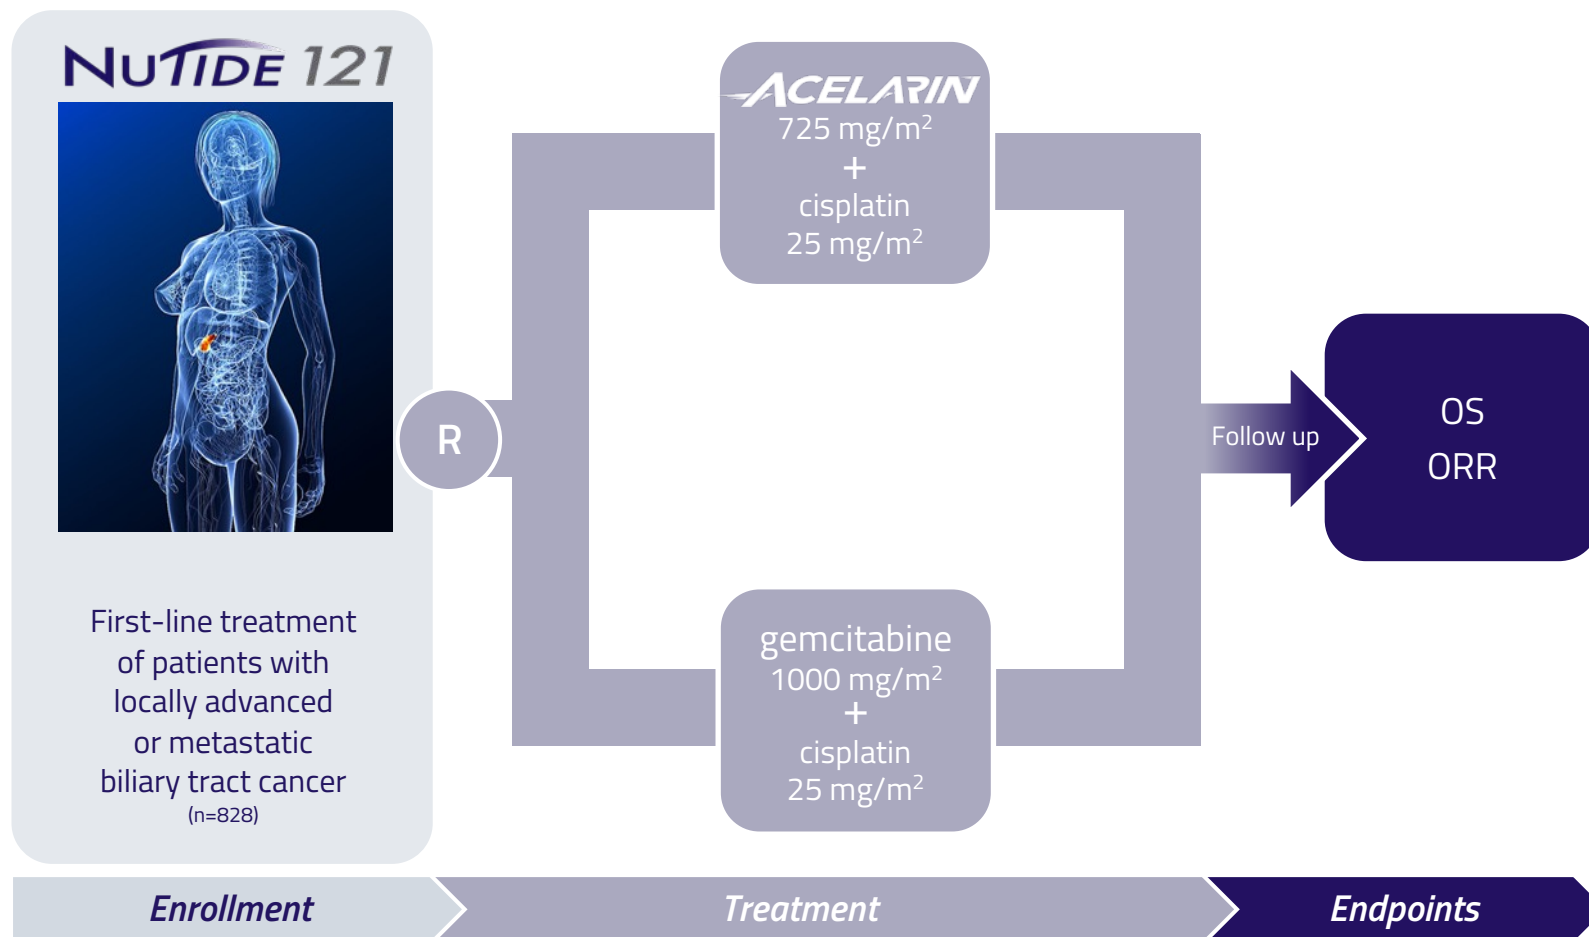 NUTIDE 121
First-line treatment
of patients with
locally advanced
or metastatic
biliary tract cancer
(n=828)
R
ACELARIN
725 mg/m²
+
cisplatin
25 mg/m²
gemcitabine
1000 mg/m²
+
cisplatin
25 mg/m²
Follow up
OS
ORR
Enrollment
Treatment
Endpoints